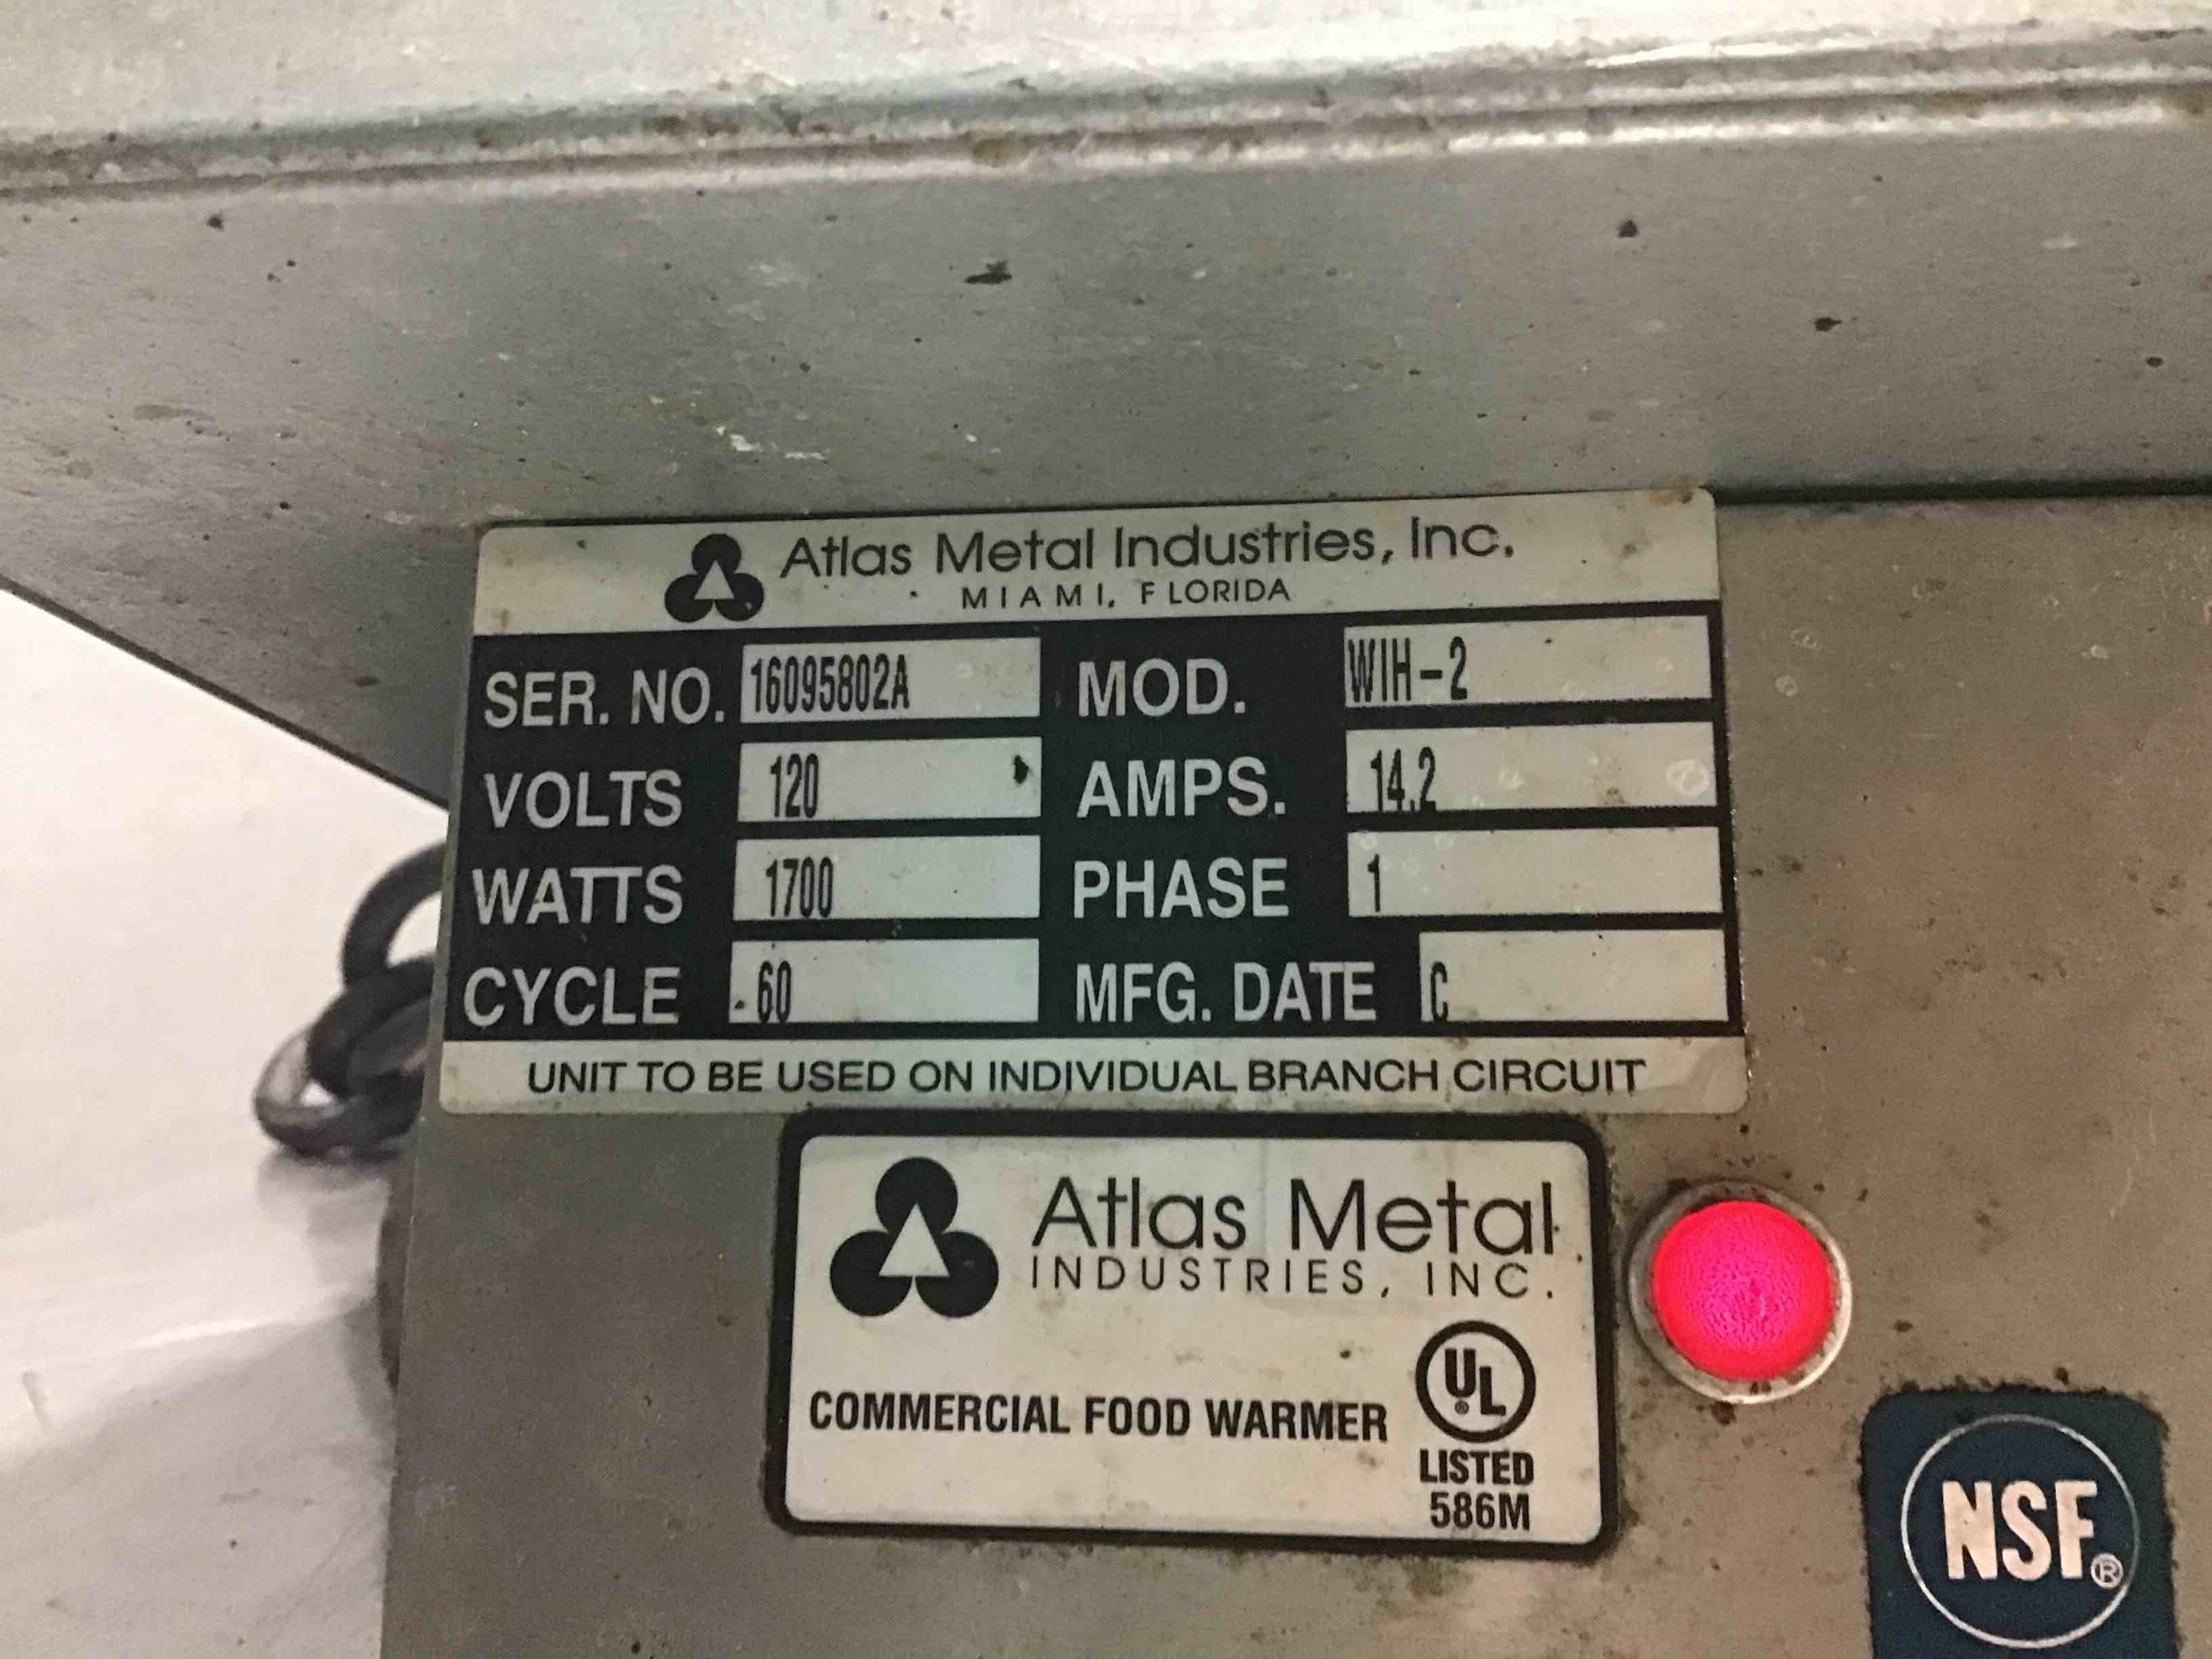 Atlas Metal Industries, Inc.
MIAMI, FLORIDA
SER. NO. 16095802A MOD. WIH-2
VOLTS 120 AMPS. 14.2
WATTS 1700 PHASE 1
CYCLE 60 MFG. DATE C
UNIT TO BE USED ON INDIVIDUAL BRANCH CIRCUIT
Atlas Metal
INDUSTRIES, INC.
COMMERCIAL FOOD WARMER
UL
LISTED
586M
NSF®